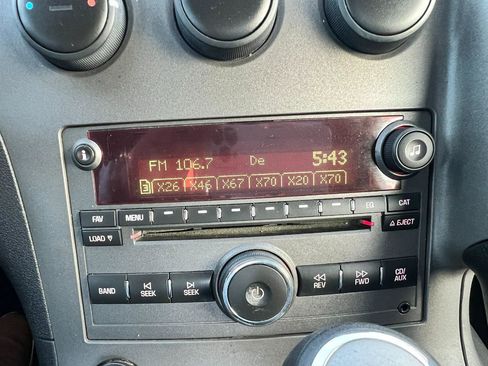 FM 106.7 De 5:43
3 X26 X46 X67 X70 X20 X70
FAV MENU EQ CAT
LOAD EJECT
BAND SEEK SEEK REV FWD CD/
AUX